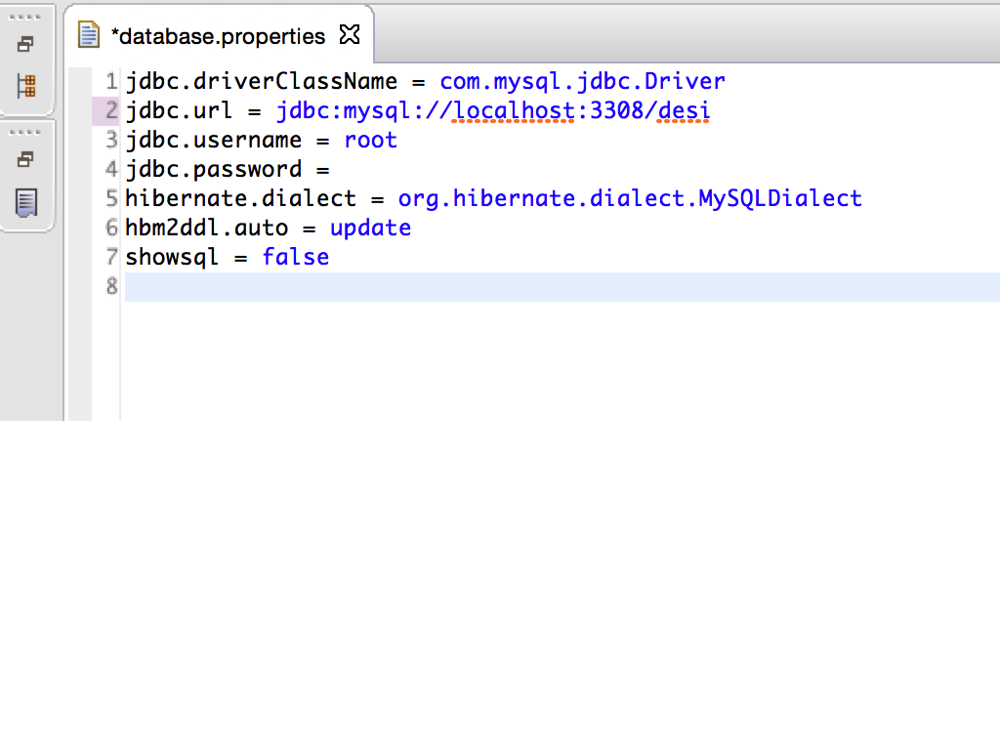 *database.properties
1 jdbc.driverClassName = com.mysql.jdbc.Driver
2 jdbc.url = jdbc:mysql://localhost:3308/desi
3 jdbc.username = root
4 jdbc.password =
5 hibernate.dialect = org.hibernate.dialect.MySQLDialect
6 hbm2ddl.auto = update
7 showsql = false
8